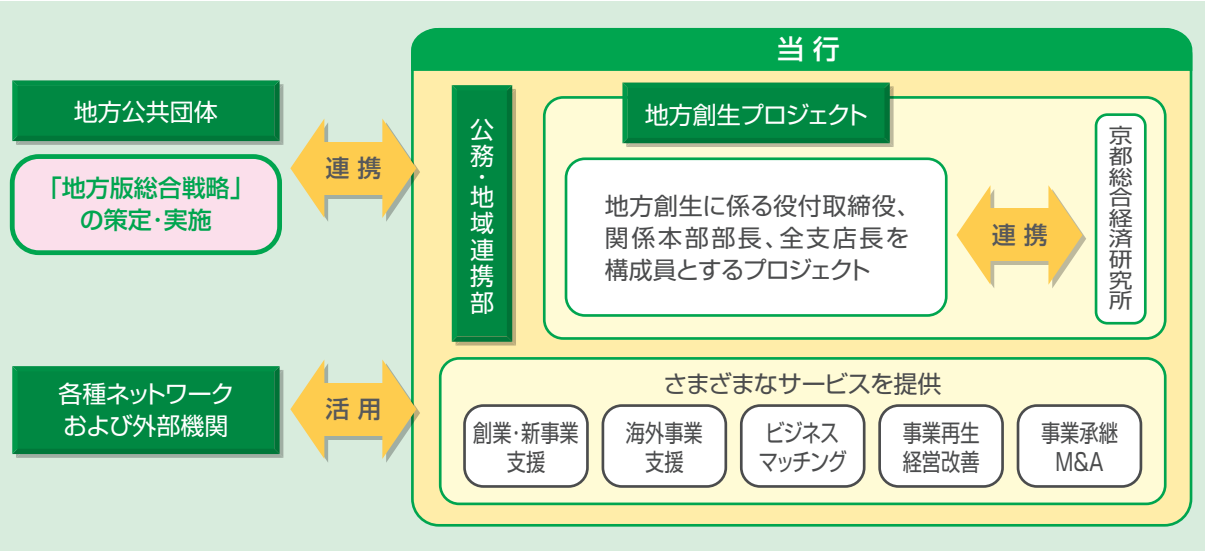 当行
地方公共団体
「地方版総合戦略」
の策定・実施
連携
公務・地域連携部
地方創生プロジェクト
地方創生に係る役付取締役、
関係本部部長、全支店長を
構成員とするプロジェクト
連携
京都総合経済研究所
各種ネットワーク
および外部機関
活用
さまざまなサービスを提供
創業・新事業
支援
海外事業
支援
ビジネス
マッチング
事業再生
経営改善
事業承継
M&A